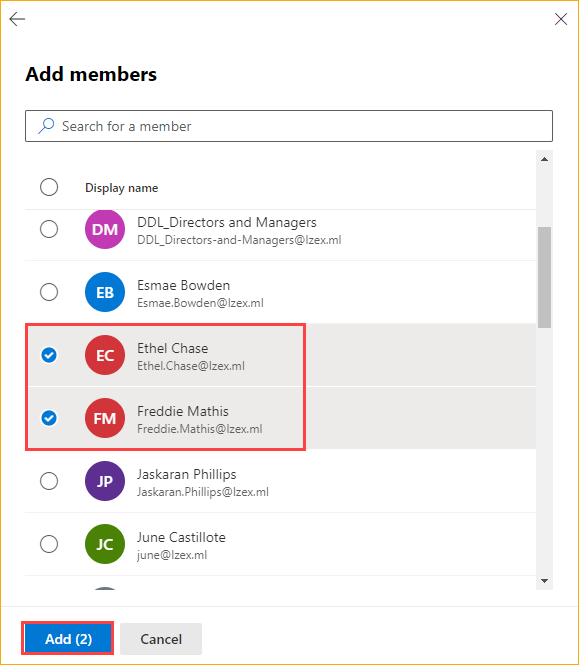 Add members
Search for a member
Display name
DM
DDL_Directors and Managers
DDL_Directors-and-Managers@lzex.ml
EB
Esmae Bowden
Esmae.Bowden@lzex.ml
EC
Ethel Chase
Ethel.Chase@lzex.ml
FM
Freddie Mathis
Freddie.Mathis@lzex.ml
JP
Jaskaran Phillips
Jaskaran.Phillips@lzex.ml
JC
June Castillote
june@lzex.ml
Add (2)
Cancel